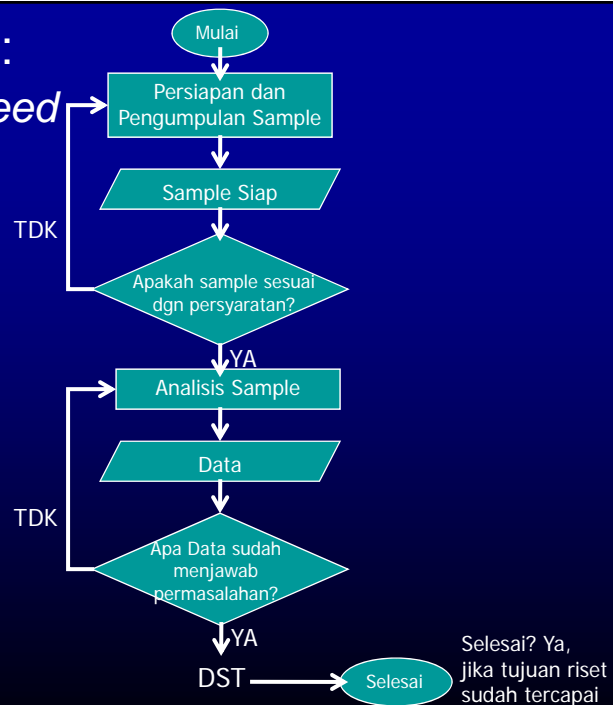 :
eed
Mulai
Persiapan dan
Pengumpulan Sample
Sample Siap
TDK
Apakah sample sesuai
dgn persyaratan?
YA
Analisis Sample
Data
TDK
Apa Data sudah
menjawab
permasalahan?
YA
DST
Selesai
Selesai? Ya,
jika tujuan riset
sudah tercapai